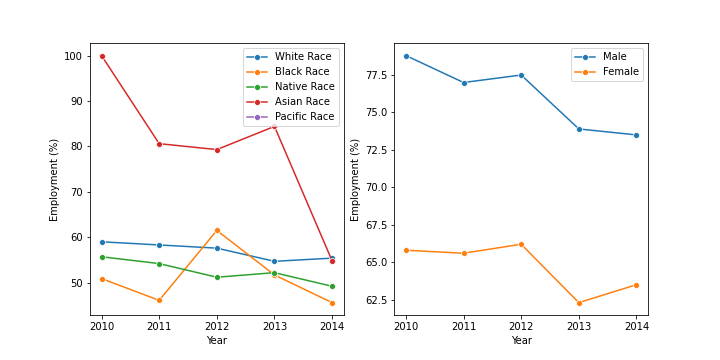 100
90
80
70
60
50
Employment (%)
2010 2011 2012 2013 2014
Year
White Race
Black Race
Native Race
Asian Race
Pacific Race
77.5
75.0
72.5
70.0
67.5
65.0
62.5
Employment (%)
2010 2011 2012 2013 2014
Year
Male
Female